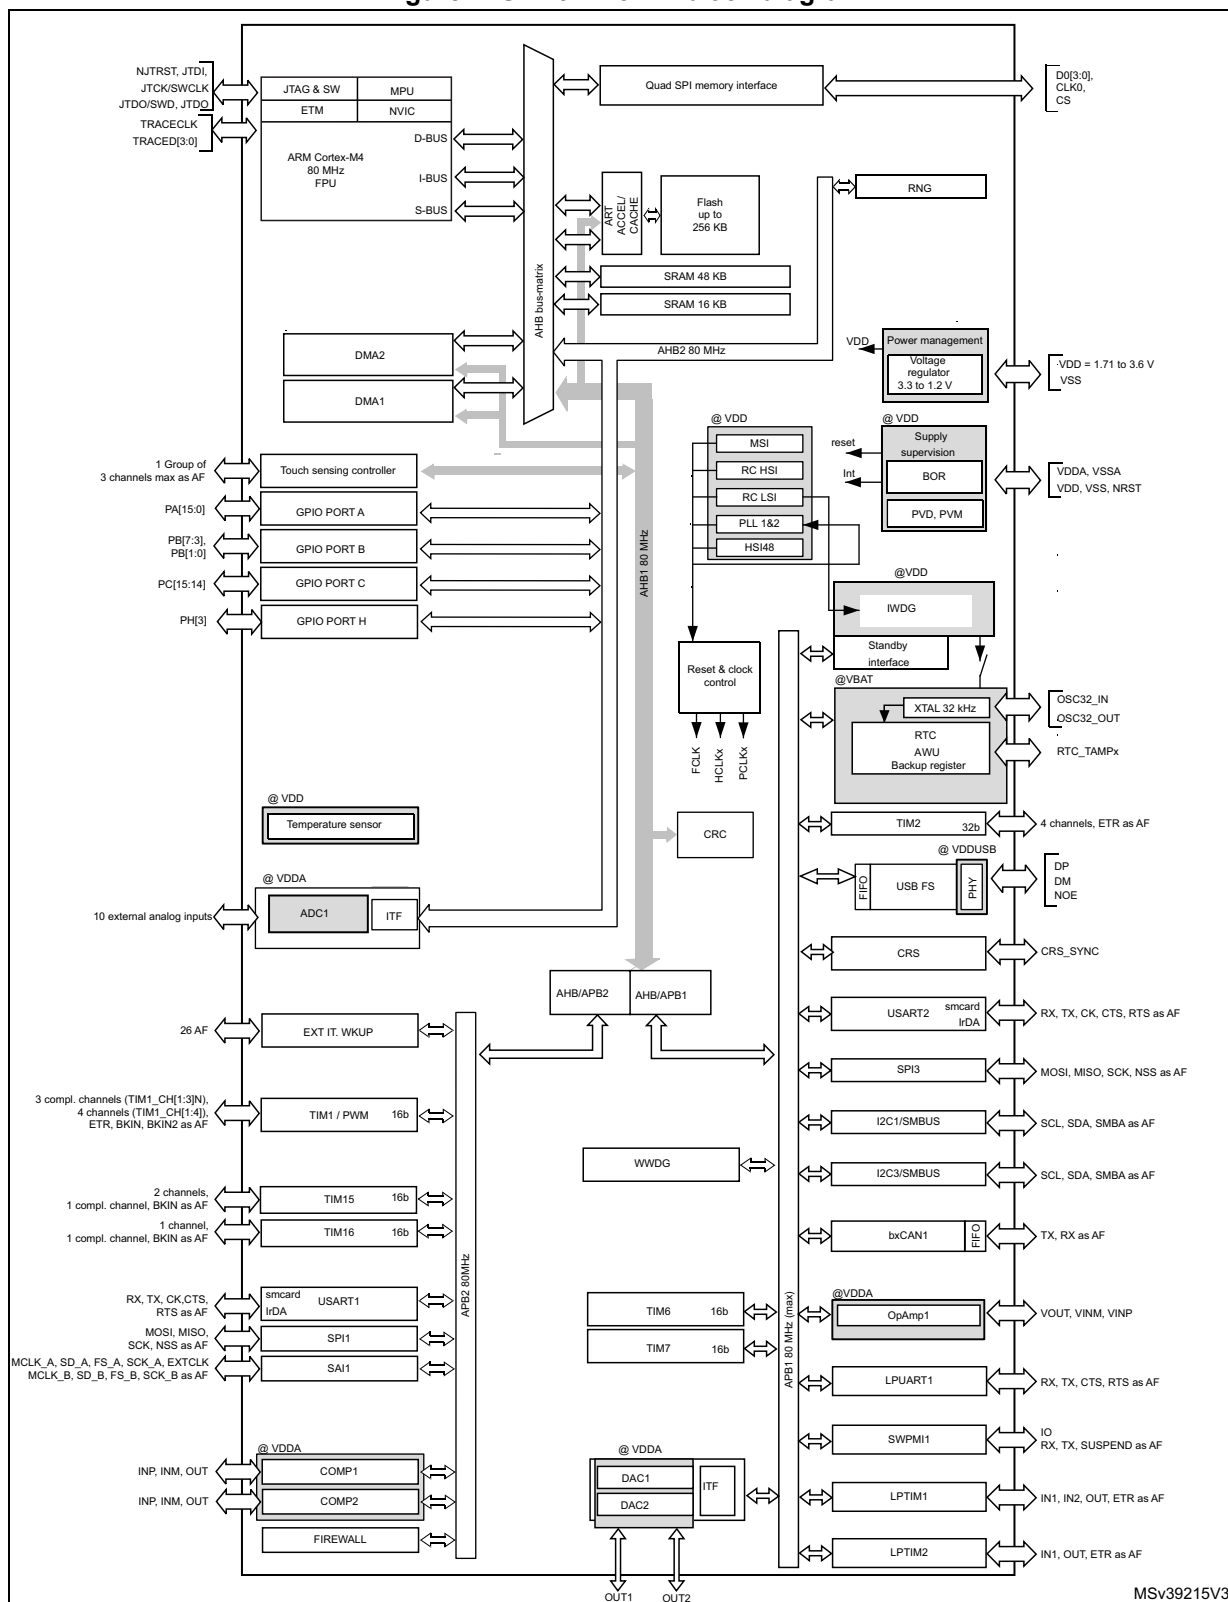 NJTRST, JTDI,
JTCK/SWCLK
JTDO/SWD, JTDO
TRACECLK
TRACED[3:0]
JTAG & SW
MPU
ETM
NVIC
ARM Cortex-M4
80 MHz
FPU
D-BUS
I-BUS
S-BUS
AHB bus-matrix
Quad SPI memory interface
D0[3:0],
CLK0,
CS
ART
ACCEL/
CACHE
Flash
up to
256 KB
RNG
SRAM 48 KB
SRAM 16 KB
AHB2 80 MHz
DMA2
DMA1
VDD
Power management
Voltage
regulator
3.3 to 1.2 V
VDD = 1.71 to 3.6 V
VSS
@ VDD
MSI
RC HSI
RC LSI
PLL 1&2
HSI48
@ VDD
reset
Int
Supply
supervision
BOR
PVD, PVM
VDDA, VSSA
VDD, VSS, NRST
1 Group of
3 channels max as AF
Touch sensing controller
PA[15:0]
GPIO PORT A
PB[7:3],
PB[1:0]
GPIO PORT B
PC[15:14]
GPIO PORT C
PH[3]
GPIO PORT H
AHB1 80 MHz
@VDD
IWDG
Standby
interface
Reset & clock
control
FCLK
HCLKx
PCLKx
@VBAT
XTAL 32 kHz
RTC
AWU
Backup register
OSC32_IN
OSC32_OUT
RTC_TAMPx
@ VDD
Temperature sensor
CRC
TIM2
32b
4 channels, ETR as AF
@ VDDUSB
FIFO
USB FS
PHY
DP
DM
NOE
@ VDDA
10 external analog inputs
ADC1
ITF
CRS
CRS_SYNC
AHB/APB2
AHB/APB1
26 AF
EXT IT. WKUP
USART2
smcard
IrDA
RX, TX, CK, CTS, RTS as AF
SPI3
MOSI, MISO, SCK, NSS as AF
3 compl. channels (TIM1_CH[1:3]N),
4 channels (TIM1_CH[1:4]),
ETR, BKIN, BKIN2 as AF
TIM1 / PWM
16b
I2C1/SMBUS
SCL, SDA, SMBA as AF
WWDG
I2C3/SMBUS
SCL, SDA, SMBA as AF
2 channels,
1 compl. channel, BKIN as AF
TIM15
16b
1 channel,
1 compl. channel, BKIN as AF
TIM16
16b
bxCAN1
FIFO
TX, RX as AF
APB2 80MHz
APB1 80 MHz (max)
RX, TX, CK,CTS,
RTS as AF
smcard
IrDA
USART1
TIM6
16b
@VDDA
OpAmp1
VOUT, VINM, VINP
MOSI, MISO,
SCK, NSS as AF
SPI1
TIM7
16b
MCLK_A, SD_A, FS_A, SCK_A, EXTCLK
MCLK_B, SD_B, FS_B, SCK_B as AF
SAI1
LPUART1
RX, TX, CTS, RTS as AF
SWPMI1
IO
RX, TX, SUSPEND as AF
@ VDDA
INP, INM, OUT
COMP1
INP, INM, OUT
COMP2
FIREWALL
@ VDDA
DAC1
DAC2
ITF
OUT1
OUT2
LPTIM1
IN1, IN2, OUT, ETR as AF
LPTIM2
IN1, OUT, ETR as AF
MSv39215V3